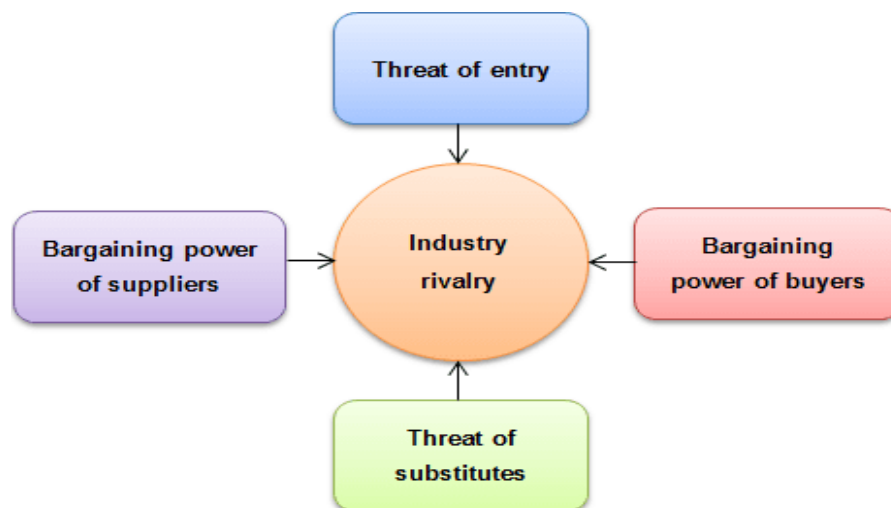 Threat of entry
Bargaining power
of suppliers
Industry
rivalry
Bargaining
power of buyers
Threat of
substitutes